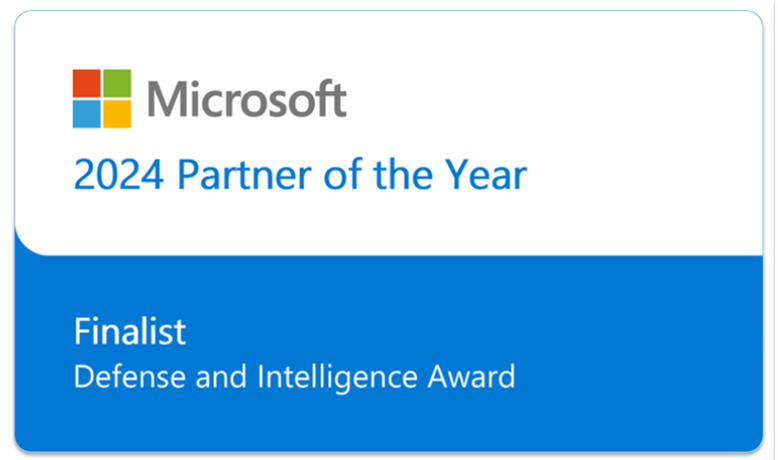 Microsoft
2024 Partner of the Year
Finalist
Defense and Intelligence Award